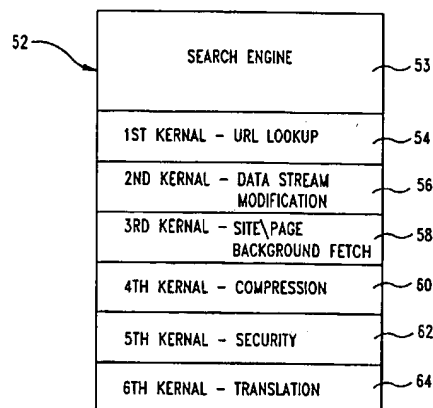 52
SEARCH ENGINE
53
1ST KERNAL - URL LOOKUP
54
2ND KERNAL - DATA STREAM
MODIFICATION
56
3RD KERNAL - SITE\PAGE
BACKGROUND FETCH
58
4TH KERNAL - COMPRESSION
60
5TH KERNAL - SECURITY
62
6TH KERNAL - TRANSLATION
64